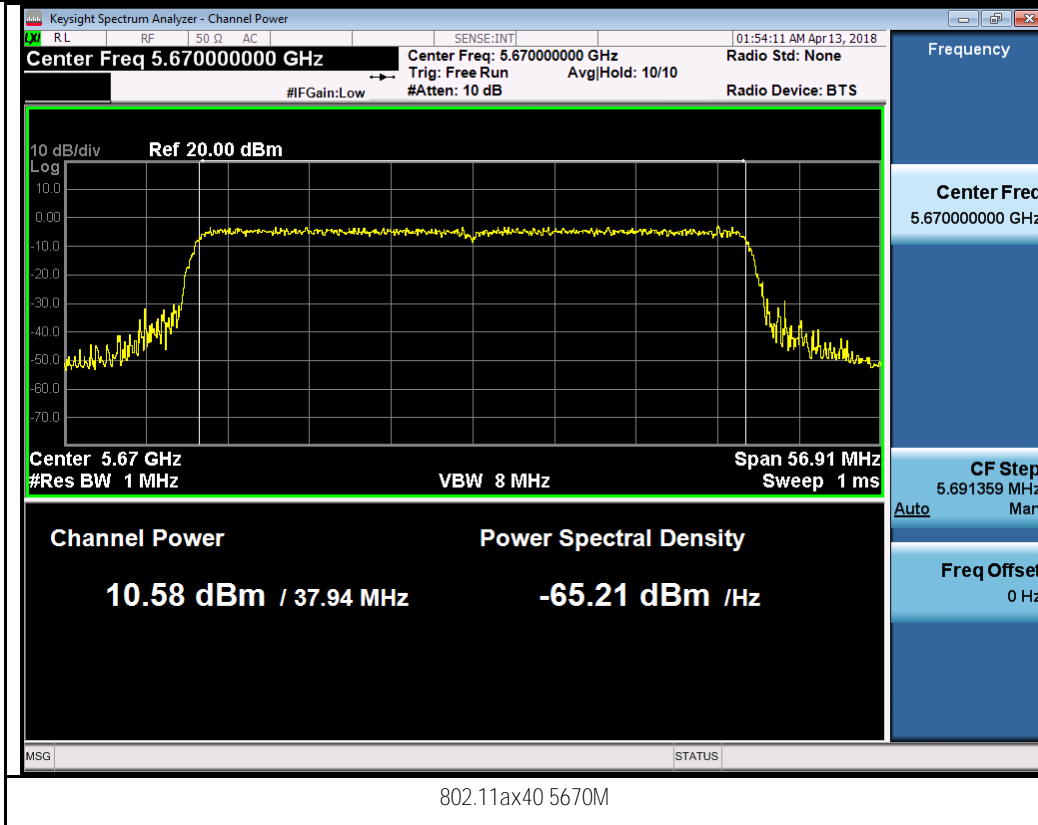 Keysight Spectrum Analyzer - Channel Power
LXI RL RF 50 Ω AC SENSE:INT 01:54:11 AM Apr 13, 2018
Center Freq 5.670000000 GHz
Center Freq: 5.670000000 GHz Radio Std: None
Trig: Free Run Avg|Hold: 10/10
#IFGain:Low #Atten: 10 dB Radio Device: BTS
10 dB/div Ref 20.00 dBm
Log
10.0
0.00
-10.0
-20.0
-30.0
-40.0
-50.0
-60.0
-70.0
Center 5.67 GHz Span 56.91 MHz
#Res BW 1 MHz VBW 8 MHz Sweep 1 ms
Channel Power Power Spectral Density
10.58 dBm / 37.94 MHz -65.21 dBm /Hz
Frequency
Center Freq
5.670000000 GHz
CF Step
5.691359 MHz
Auto Man
Freq Offset
0 Hz
MSG STATUS
802.11ax40 5670M